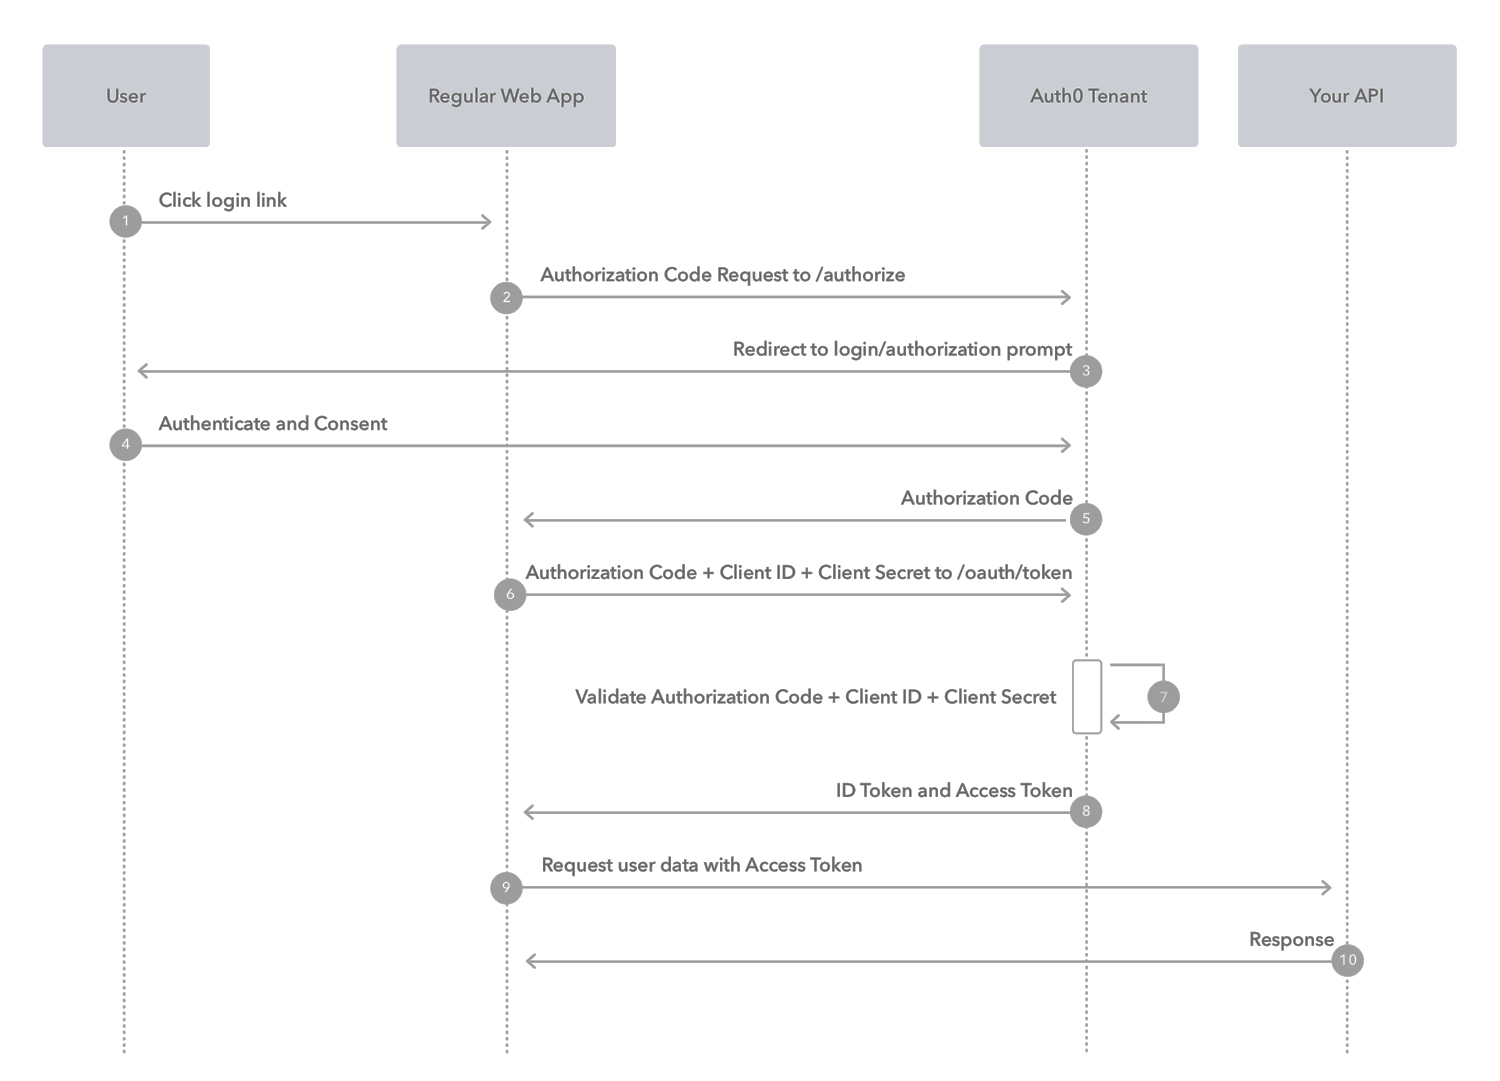 User
Regular Web App
Auth0 Tenant
Your API
Click login link
1
Authorization Code Request to /authorize
2
Redirect to login/authorization prompt
3
Authenticate and Consent
4
Authorization Code
5
Authorization Code + Client ID + Client Secret to /oauth/token
6
Validate Authorization Code + Client ID + Client Secret
7
ID Token and Access Token
8
Request user data with Access Token
9
Response
10